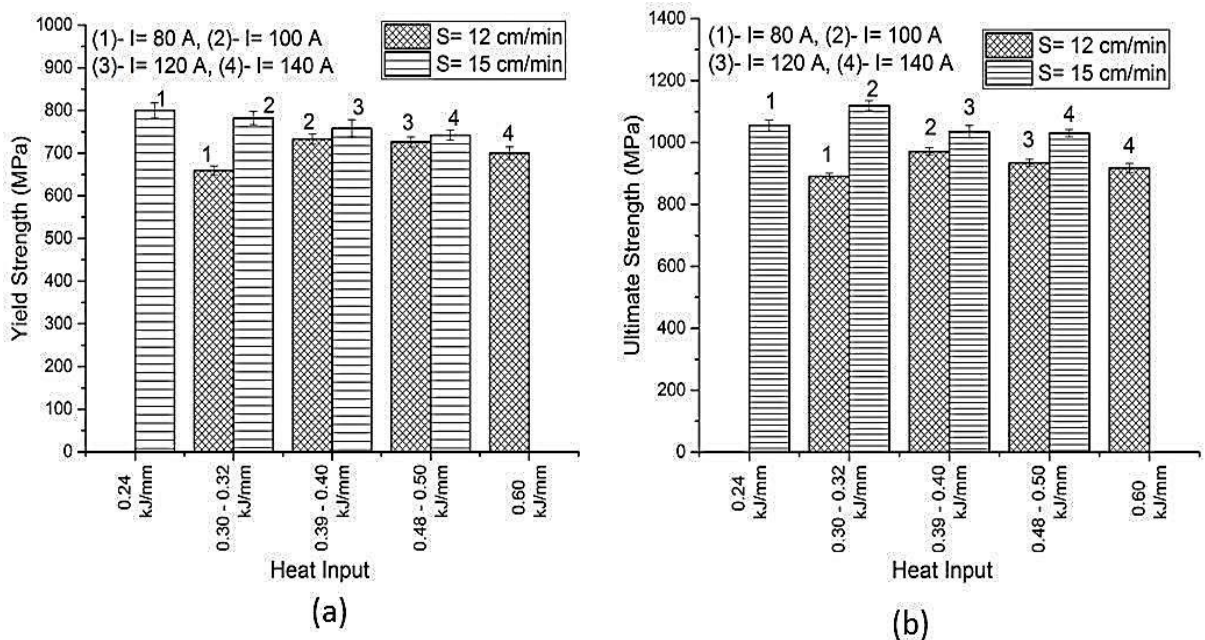 (1)- I= 80 A, (2)- I= 100 A
(3)- I= 120 A, (4)- I= 140 A
S= 12 cm/min
S= 15 cm/min
Yield Strength (MPa)
1000
900
800
700
600
500
400
300
200
100
0
1
1
2
2
3
3
4
4
0.24 kJ/mm
0.30 - 0.32 kJ/mm
0.39 - 0.40 kJ/mm
0.48 - 0.50 kJ/mm
0.60 kJ/mm
Heat Input
(a)
(1)- I= 80 A, (2)- I= 100 A
(3)- I= 120 A, (4)- I= 140 A
S= 12 cm/min
S= 15 cm/min
Ultimate Strength (MPa)
1400
1200
1000
800
600
400
200
0
1
1
2
2
3
3
4
4
0.24 kJ/mm
0.30 - 0.32 kJ/mm
0.39 - 0.40 kJ/mm
0.48 - 0.50 kJ/mm
0.60 kJ/mm
Heat Input
(b)